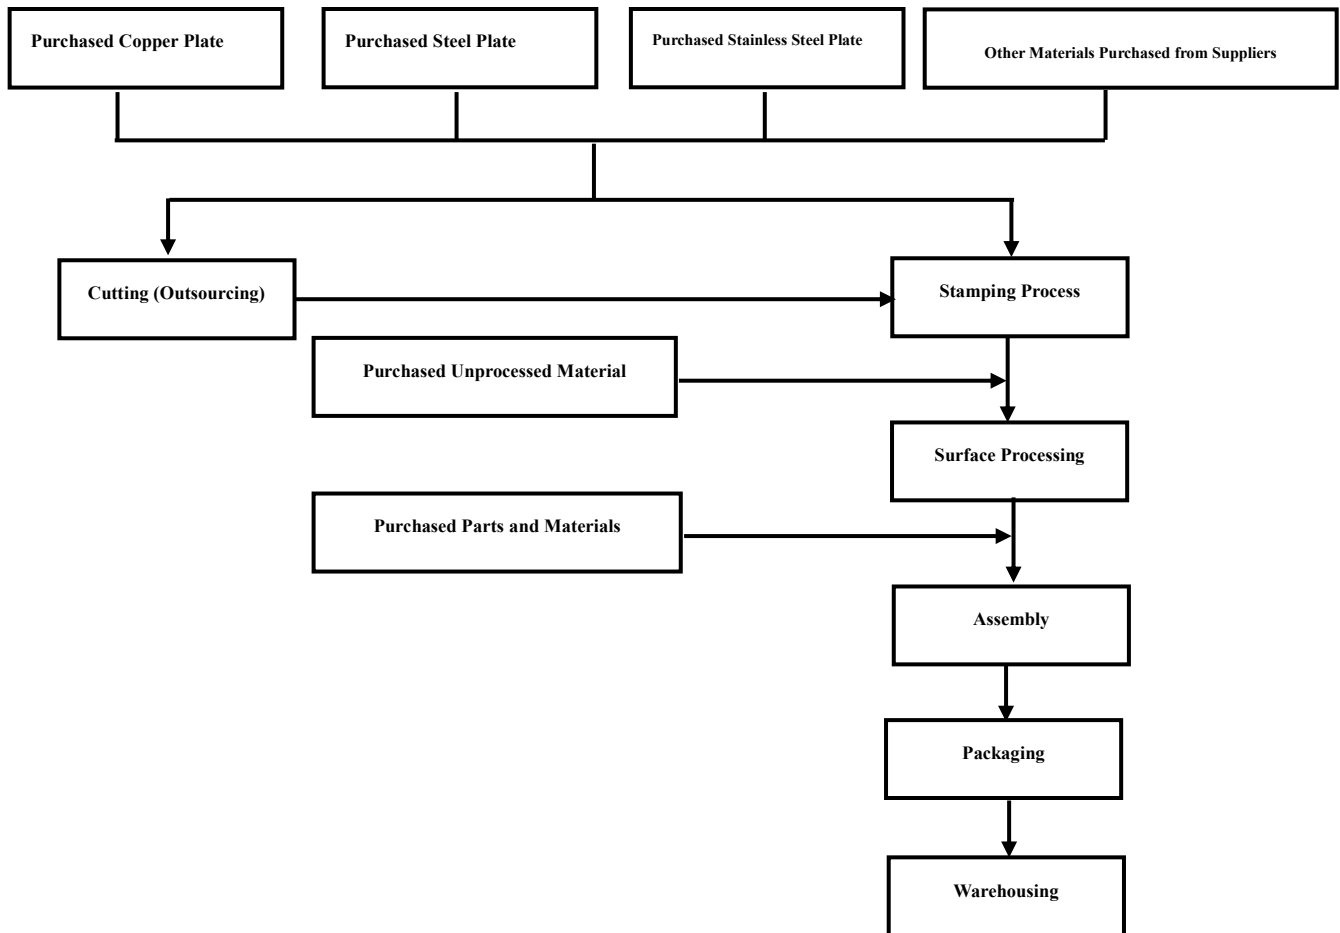 Purchased Copper Plate
Purchased Steel Plate
Purchased Stainless Steel Plate
Other Materials Purchased from Suppliers
Cutting (Outsourcing)
Stamping Process
Purchased Unprocessed Material
Surface Processing
Purchased Parts and Materials
Assembly
Packaging
Warehousing